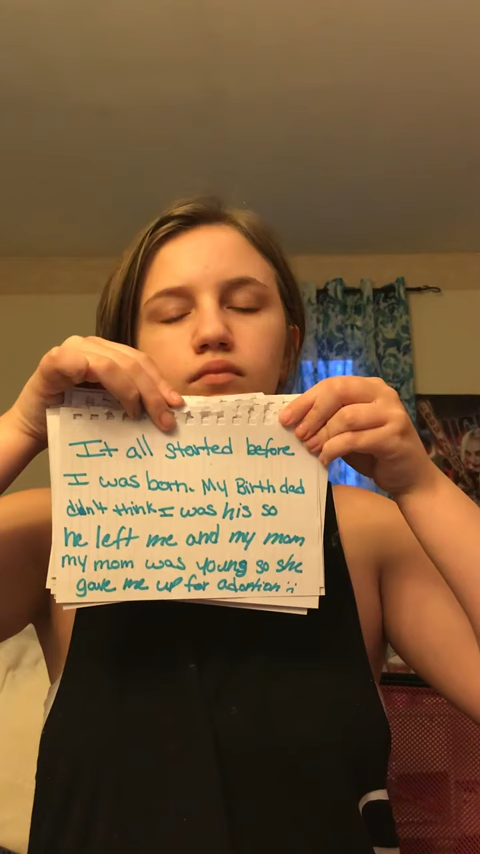 It all started before
I was born. My Birth dad
didn't think I was his so
he left me and my mom
my mom was young so she
gave me up for adoption :;